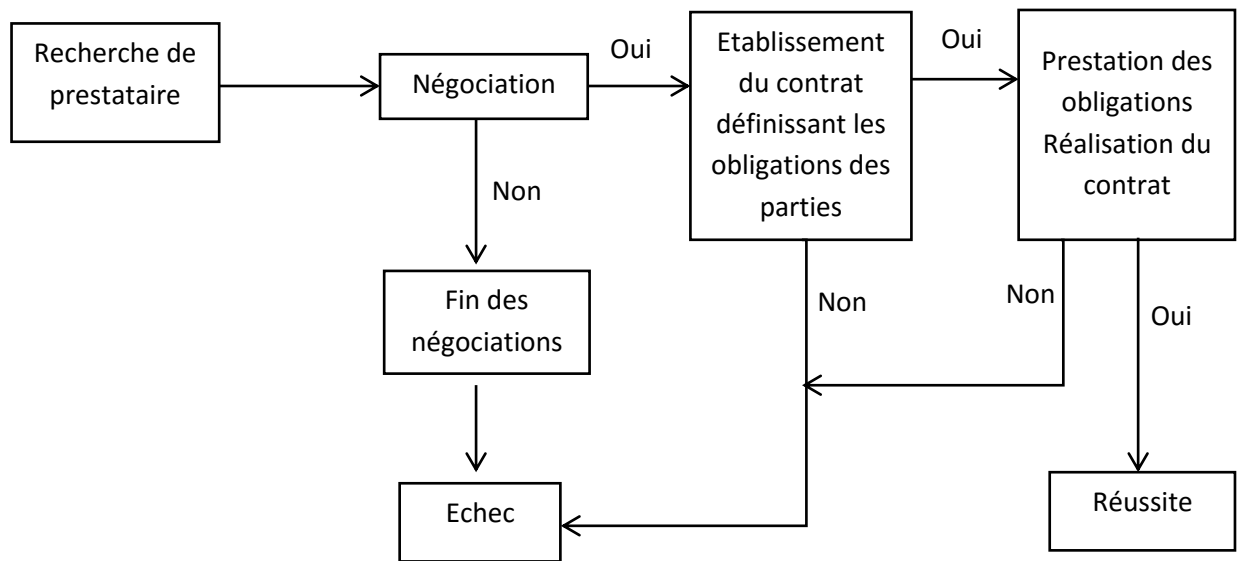 Recherche de
prestataire
Négociation
Oui
Etablissement
du contrat
définissant les
obligations des
parties
Oui
Prestation des
obligations
Réalisation du
contrat
Non
Fin des
négociations
Non
Non
Oui
Echec
Réussite